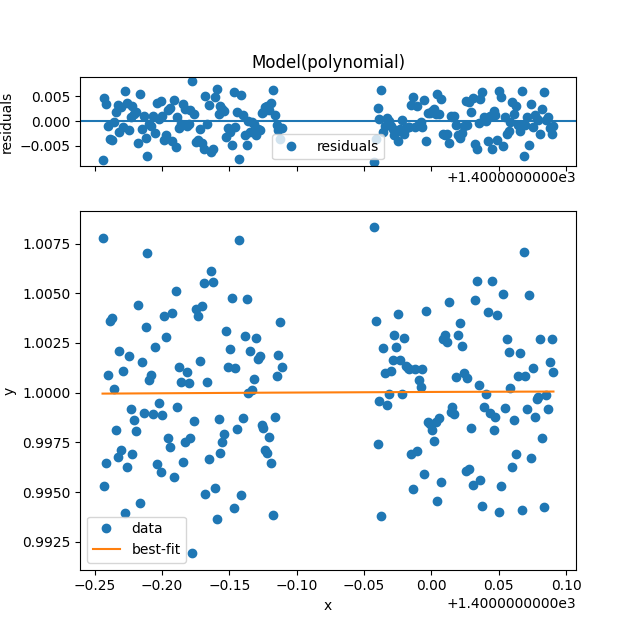 Model(polynomial)
residuals
0.005
0.000
−0.005
residuals
+1.4000000000e3
y
1.0075
1.0050
1.0025
1.0000
0.9975
0.9950
0.9925
data
best-fit
−0.25 −0.20 −0.15 −0.10 −0.05 0.00 0.05 0.10
x
+1.4000000000e3